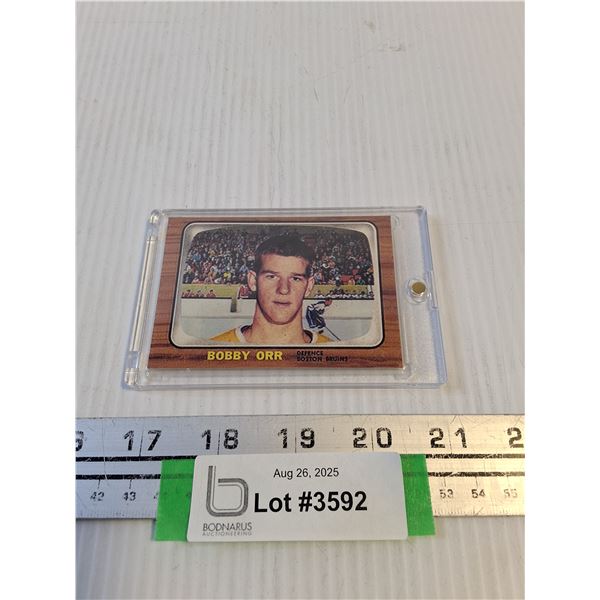 BOBBY ORR
DEFENCE
BOSTON BRUINS
17 18 19 20 21
42 43 53 54 55
Aug 26, 2025
Lot #3592
b
BODNARUS
AUCTIONEERING